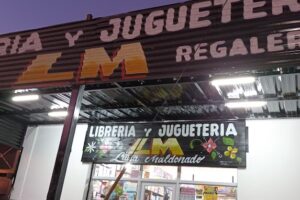 RIA Y JUGUETER
LM REGALER
LIBRERIA Y JUGUETERIA
LM
Maldonado